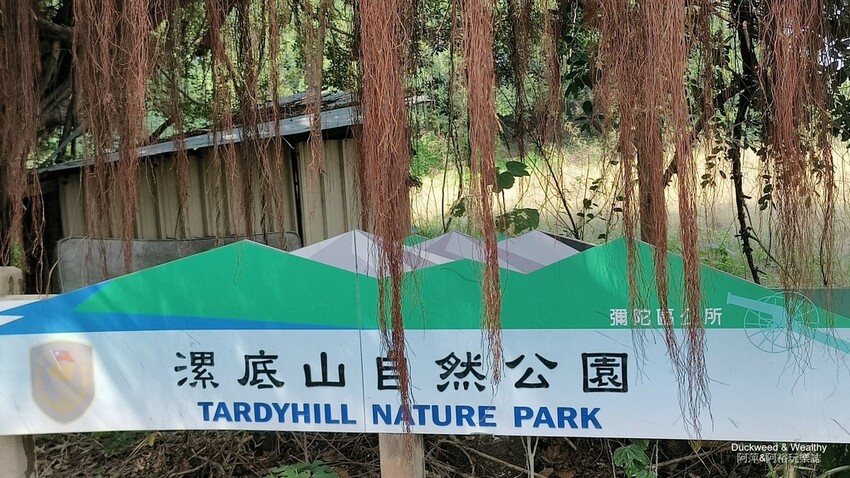 彌陀區公所
漯底山自然公園
TARDYHILL NATURE PARK
Duckweed & Wealthy
阿萍&阿裕玩樂誌